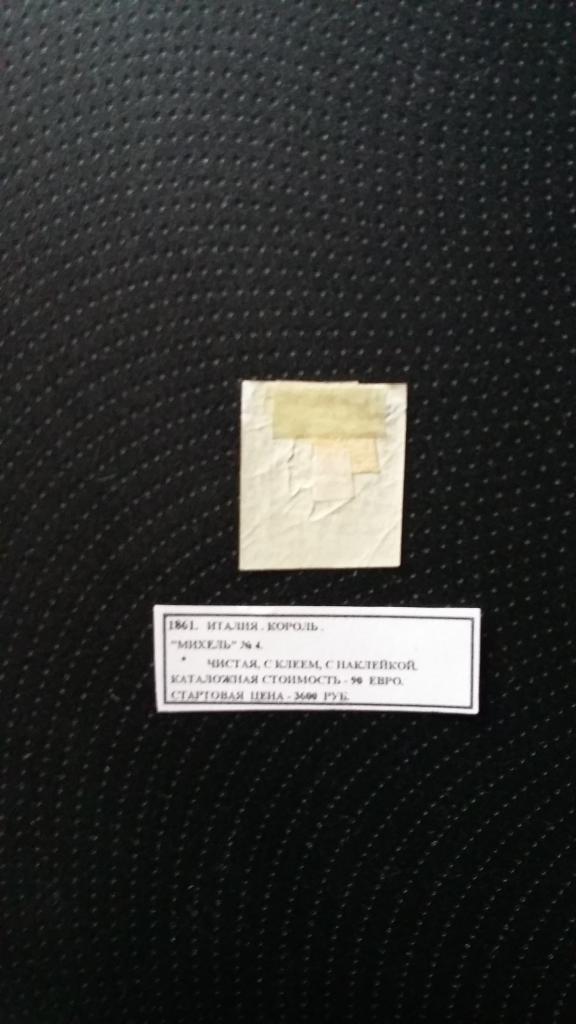 1861. ИТАЛИЯ. КОРОЛЬ.
"МИХЕЛЬ" № 4.
* ЧИСТАЯ, С КЛЕЕМ, С НАКЛЕЙКОЙ.
КАТАЛОЖНАЯ СТОИМОСТЬ - 90 ЕВРО.
СТАРТОВАЯ ЦЕНА - 3600 РУБ.